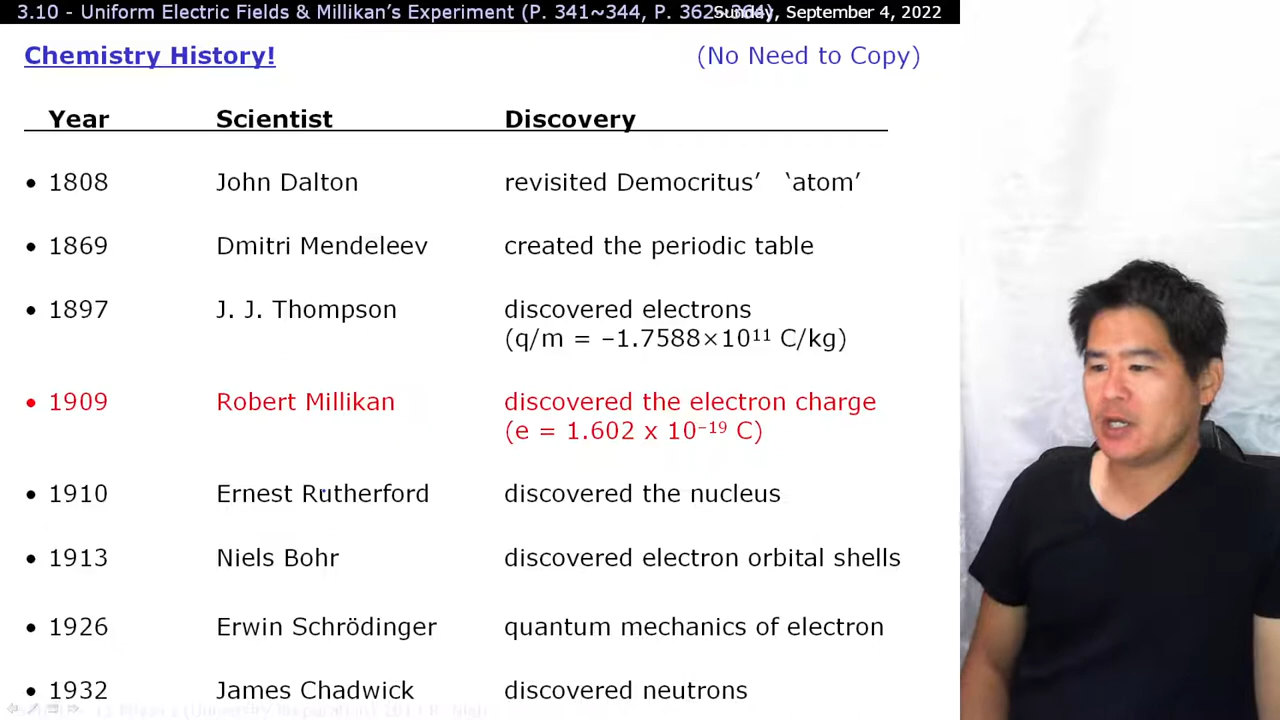 3.10 - Uniform Electric Fields & Millikan's Experiment (P. 341~344, P. 362~364) Sunday, September 4, 2022
Chemistry History! (No Need to Copy)
Year Scientist Discovery
• 1808 John Dalton revisited Democritus' 'atom'
• 1869 Dmitri Mendeleev created the periodic table
• 1897 J. J. Thompson discovered electrons
(q/m = –1.7588×10¹¹ C/kg)
• 1909 Robert Millikan discovered the electron charge
(e = 1.602 x 10⁻¹⁹ C)
• 1910 Ernest Rutherford discovered the nucleus
• 1913 Niels Bohr discovered electron orbital shells
• 1926 Erwin Schrödinger quantum mechanics of electron
• 1932 James Chadwick discovered neutrons